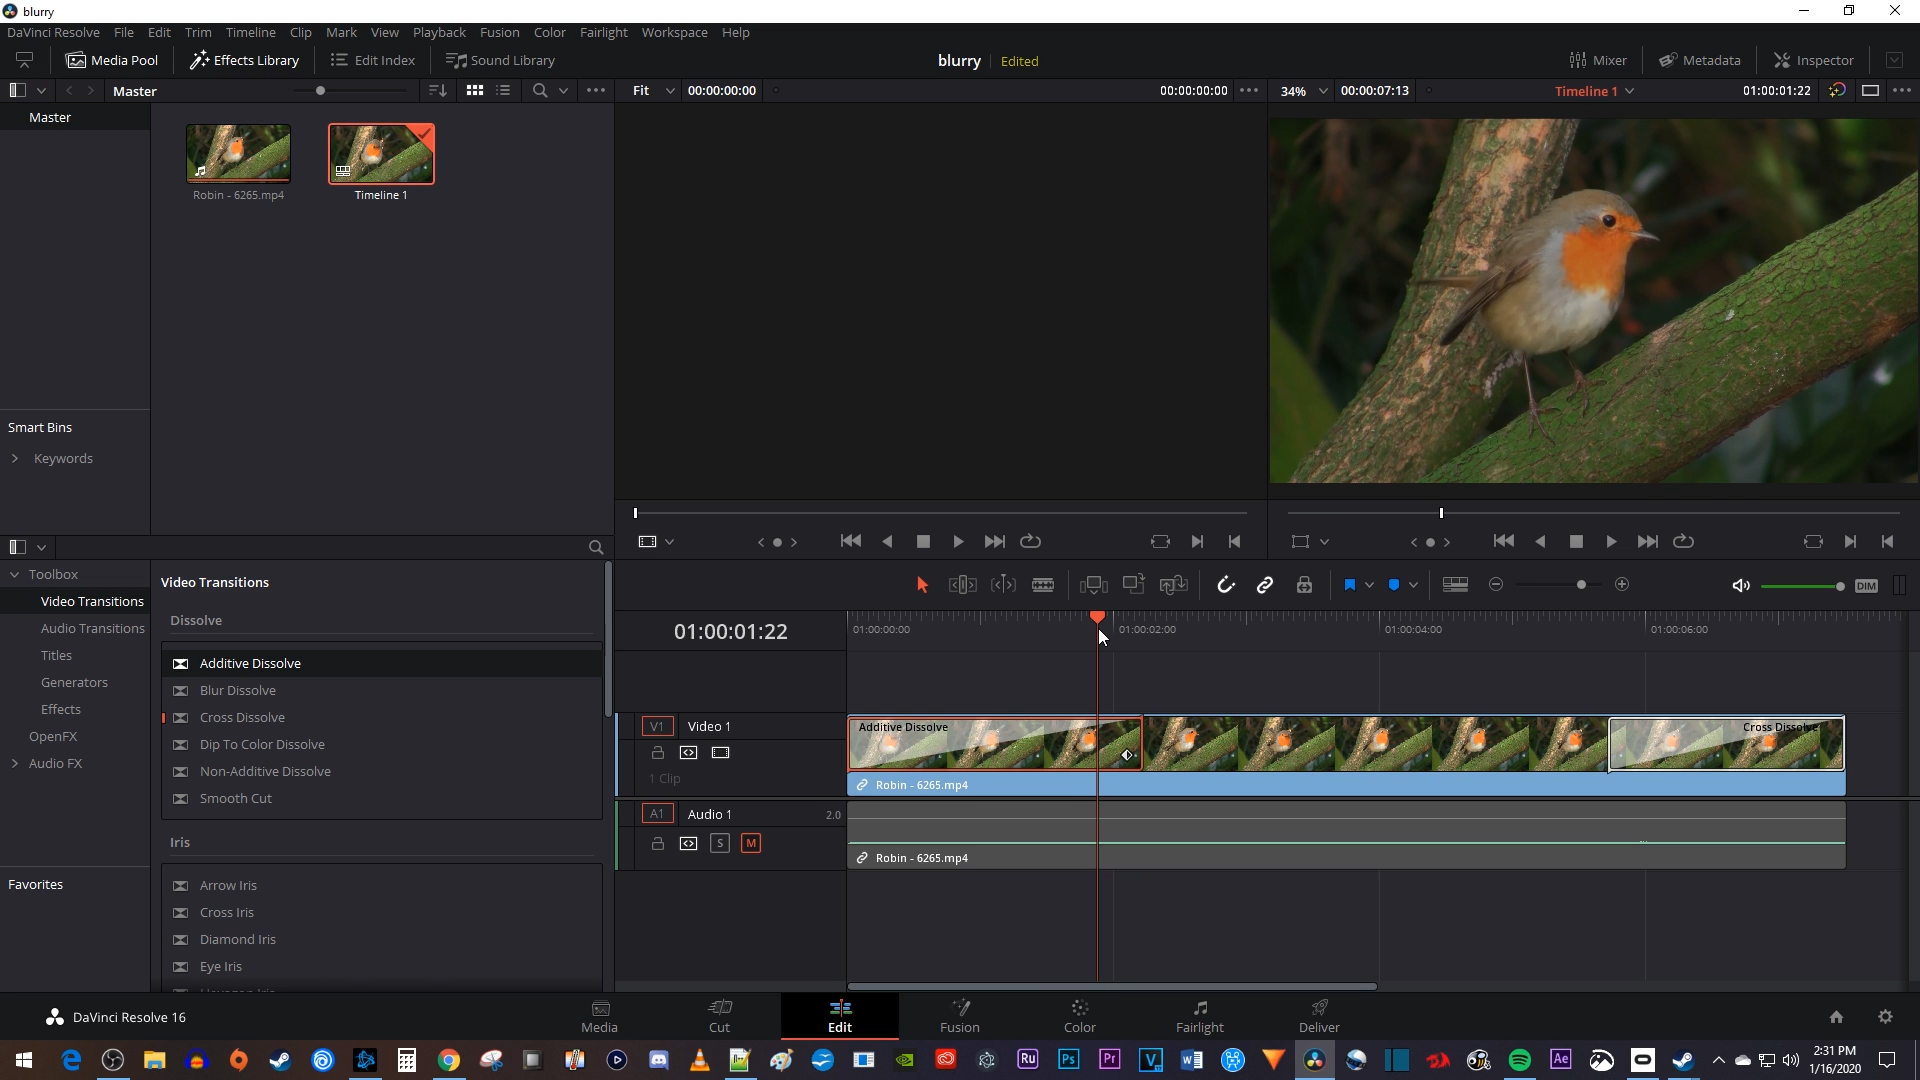 blurry
DaVinci Resolve File Edit Trim Timeline Clip Mark View Playback Fusion Color Fairlight Workspace Help
Media Pool Effects Library Edit Index Sound Library blurry Edited Mixer Metadata Inspector
Master Fit 00:00:00:00 00:00:00:00 34% 00:00:07:13 Timeline 1 01:00:01:22
Master
Robin - 6265.mp4 Timeline 1
Smart Bins
Keywords
Toolbox
Video Transitions
Audio Transitions
Titles
Generators
Effects
OpenFX
Audio FX
Favorites
Video Transitions
Dissolve
Additive Dissolve
Blur Dissolve
Cross Dissolve
Dip To Color Dissolve
Non-Additive Dissolve
Smooth Cut
Iris
Arrow Iris
Cross Iris
Diamond Iris
Eye Iris
DIM
01:00:01:22 01:00:00:00 01:00:02:00 01:00:04:00 01:00:06:00
V1 Video 1 Additive Dissolve Cross Dissolve
1 Clip Robin - 6265.mp4
A1 Audio 1 2.0
S M Robin - 6265.mp4
DaVinci Resolve 16 Media Cut Edit Fusion Color Fairlight Deliver
Ru Ps Pr V W Ae
2:31 PM
1/16/2020